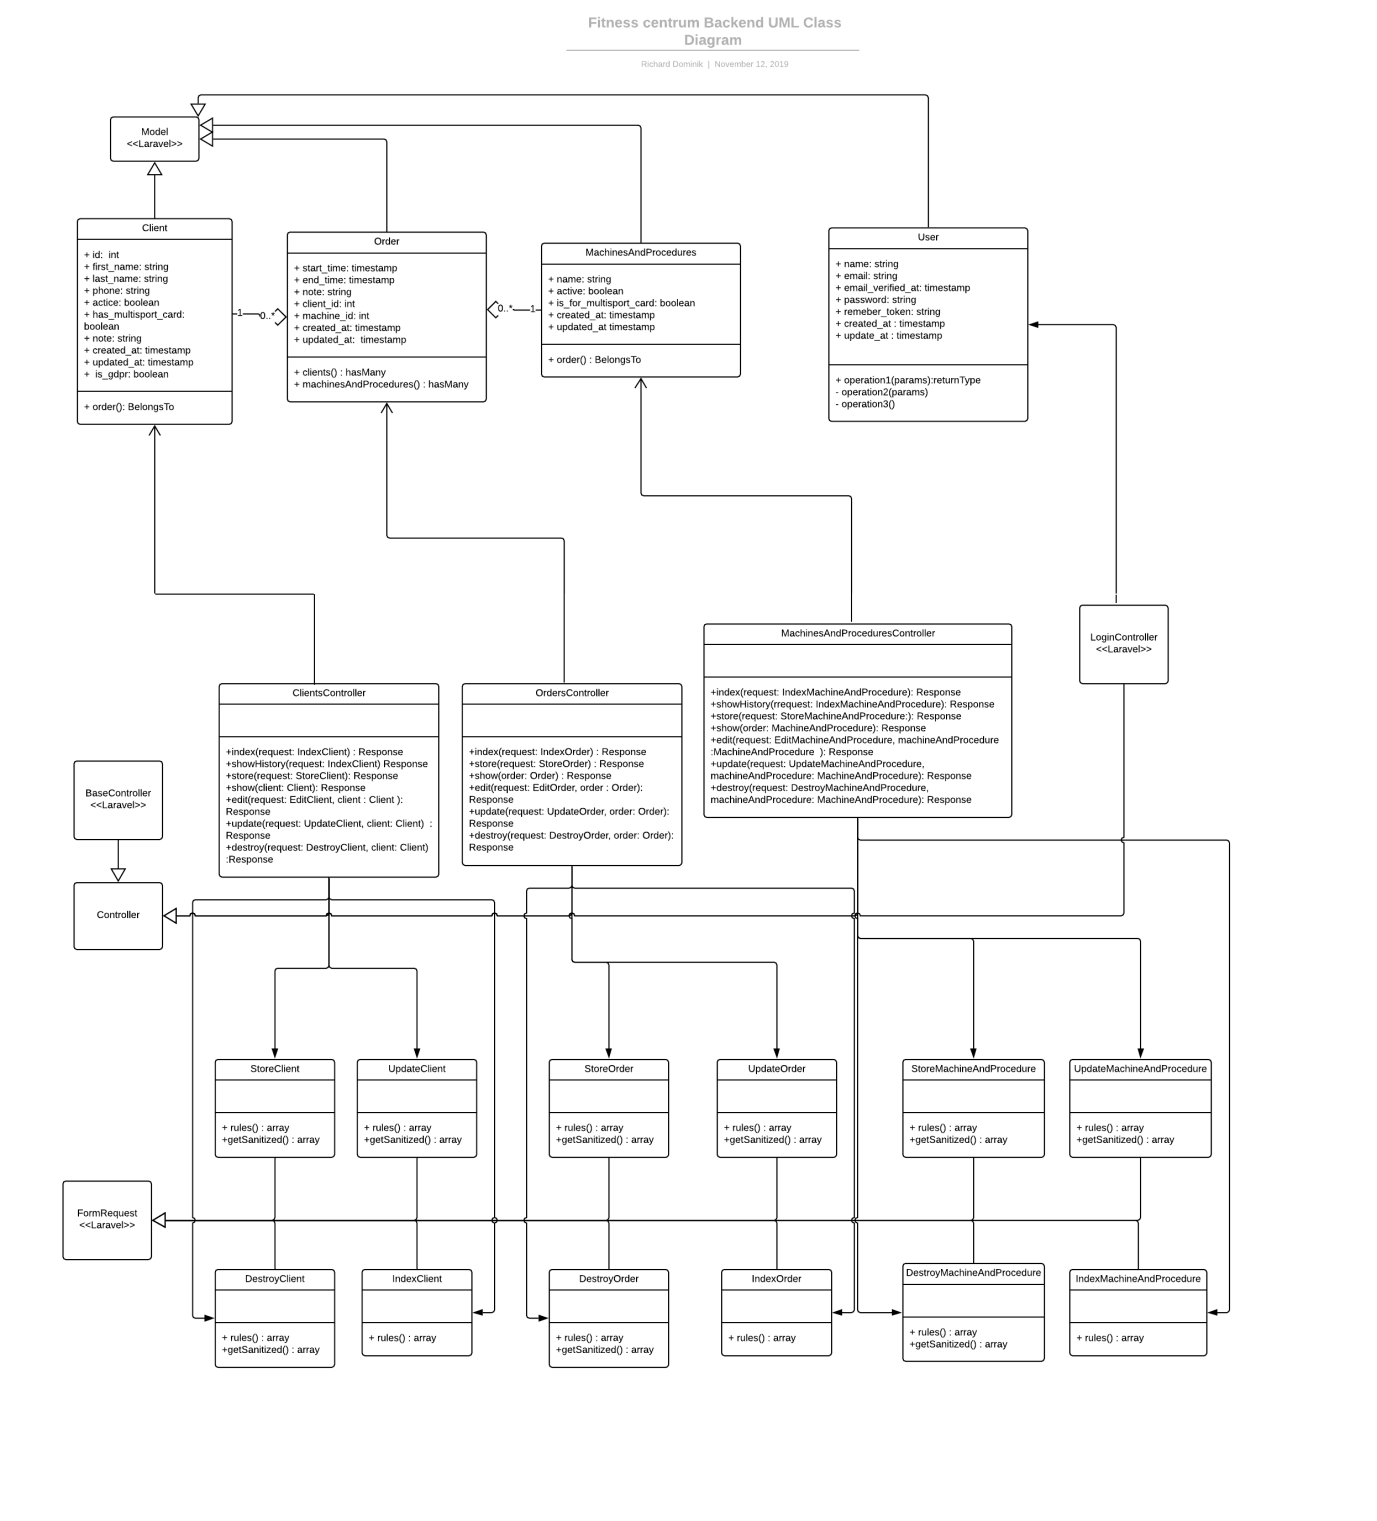 Fitness centrum Backend UML Class
Diagram
Richard Dominik | November 12, 2019
Model
<<Laravel>>
Client
+ id: int
+ first_name: string
+ last_name: string
+ phone: string
+ actice: boolean
+ has_multisport_card:
boolean
+ note: string
+ created_at: timestamp
+ updated_at: timestamp
+ is_gdpr: boolean
+ order(): BelongsTo
1
0..*
Order
+ start_time: timestamp
+ end_time: timestamp
+ note: string
+ client_id: int
+ machine_id: int
+ created_at: timestamp
+ updated_at: timestamp
+ clients() : hasMany
+ machinesAndProcedures() : hasMany
0..*
1
MachinesAndProcedures
+ name: string
+ active: boolean
+ is_for_multisport_card: boolean
+ created_at: timestamp
+ updated_at timestamp
+ order() : BelongsTo
User
+ name: string
+ email: string
+ email_verified_at: timestamp
+ password: string
+ remeber_token: string
+ created_at : timestamp
+ update_at : timestamp
+ operation1(params):returnType
- operation2(params)
- operation3()
LoginController
<<Laravel>>
MachinesAndProceduresController
+index(request: IndexMachineAndProcedure): Response
+showHistory(rrequest: IndexMachineAndProcedure): Response
+store(request: StoreMachineAndProcedure:): Response
+show(order: MachineAndProcedure): Response
+edit(request: EditMachineAndProcedure, machineAndProcedure
:MachineAndProcedure ): Response
+update(request: UpdateMachineAndProcedure,
machineAndProcedure: MachineAndProcedure): Response
+destroy(request: DestroyMachineAndProcedure,
machineAndProcedure: MachineAndProcedure): Response
ClientsController
+index(request: IndexClient) : Response
+showHistory(request: IndexClient) Response
+store(request: StoreClient): Response
+show(client: Client): Response
+edit(request: EditClient, client : Client ):
Response
+update(request: UpdateClient, client: Client) :
Response
+destroy(request: DestroyClient, client: Client)
:Response
OrdersController
+index(request: IndexOrder) : Response
+store(request: StoreOrder) : Response
+show(order: Order) : Response
+edit(request: EditOrder, order : Order):
Response
+update(request: UpdateOrder, order: Order):
Response
+destroy(request: DestroyOrder, order: Order):
Response
BaseController
<<Laravel>>
Controller
StoreClient
+ rules() : array
+getSanitized() : array
UpdateClient
+ rules() : array
+getSanitized() : array
StoreOrder
+ rules() : array
+getSanitized() : array
UpdateOrder
+ rules() : array
+getSanitized() : array
StoreMachineAndProcedure
+ rules() : array
+getSanitized() : array
UpdateMachineAndProcedure
+ rules() : array
+getSanitized() : array
FormRequest
<<Laravel>>
DestroyClient
+ rules() : array
+getSanitized() : array
IndexClient
+ rules() : array
DestroyOrder
+ rules() : array
+getSanitized() : array
IndexOrder
+ rules() : array
DestroyMachineAndProcedure
+ rules() : array
+getSanitized() : array
IndexMachineAndProcedure
+ rules() : array